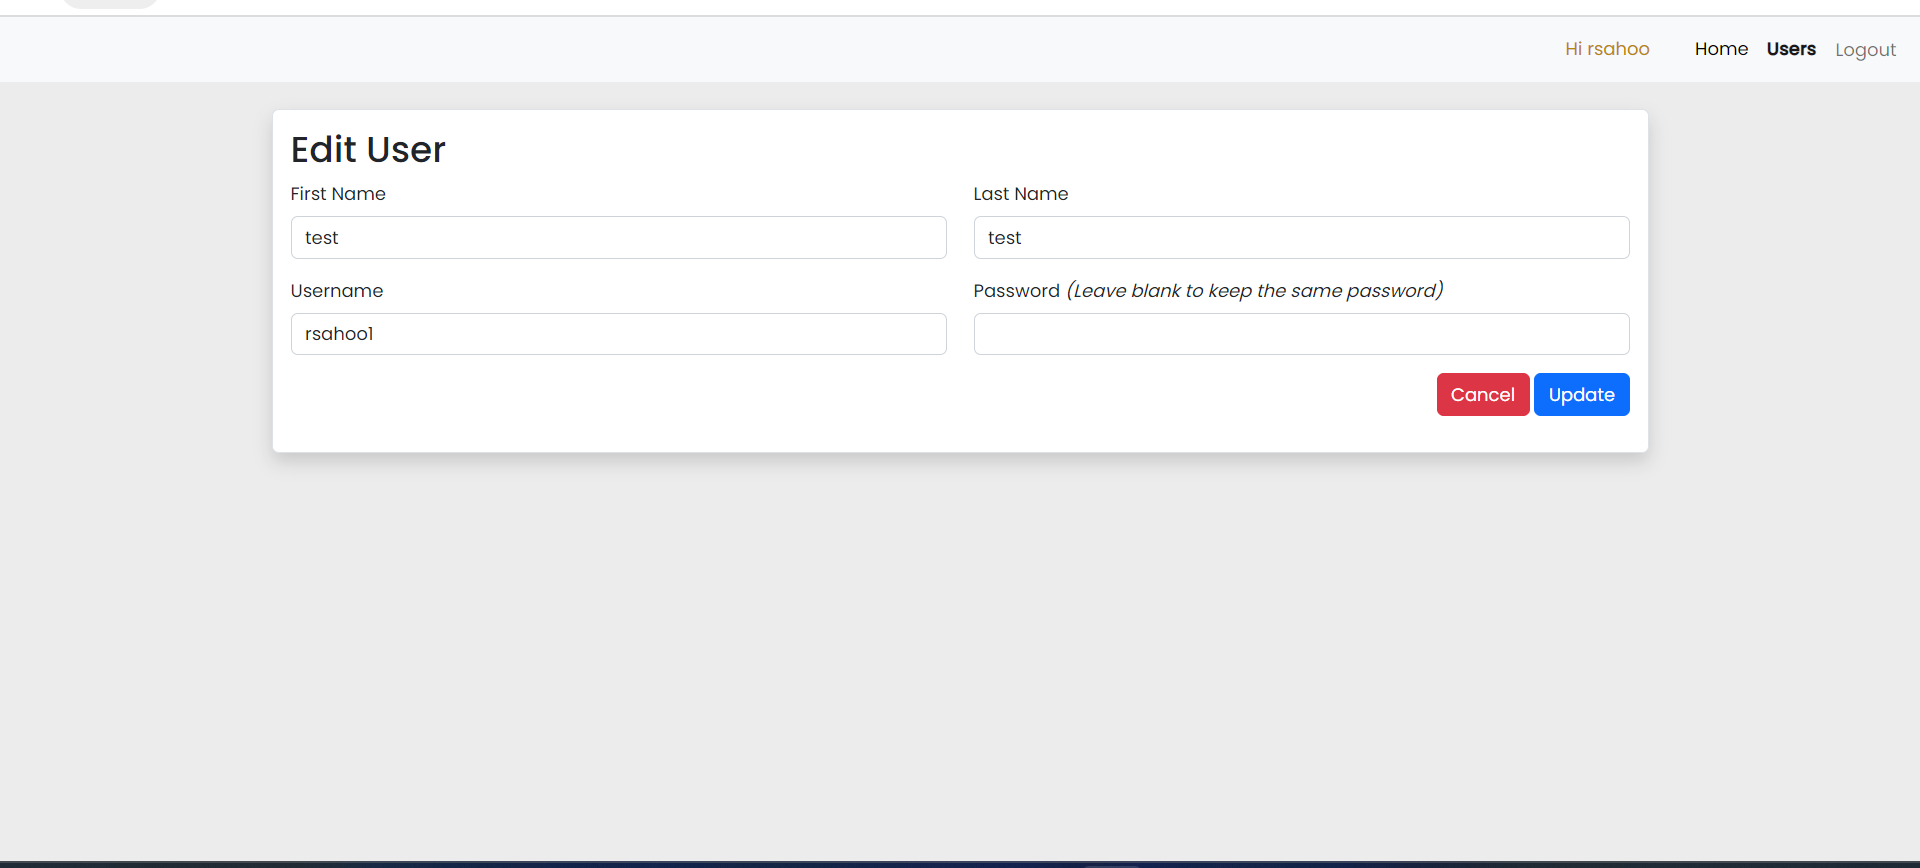 Hi rsahoo Home Users Logout
Edit User
First Name Last Name
test test
Username Password (Leave blank to keep the same password)
rsahoo1
Cancel Update